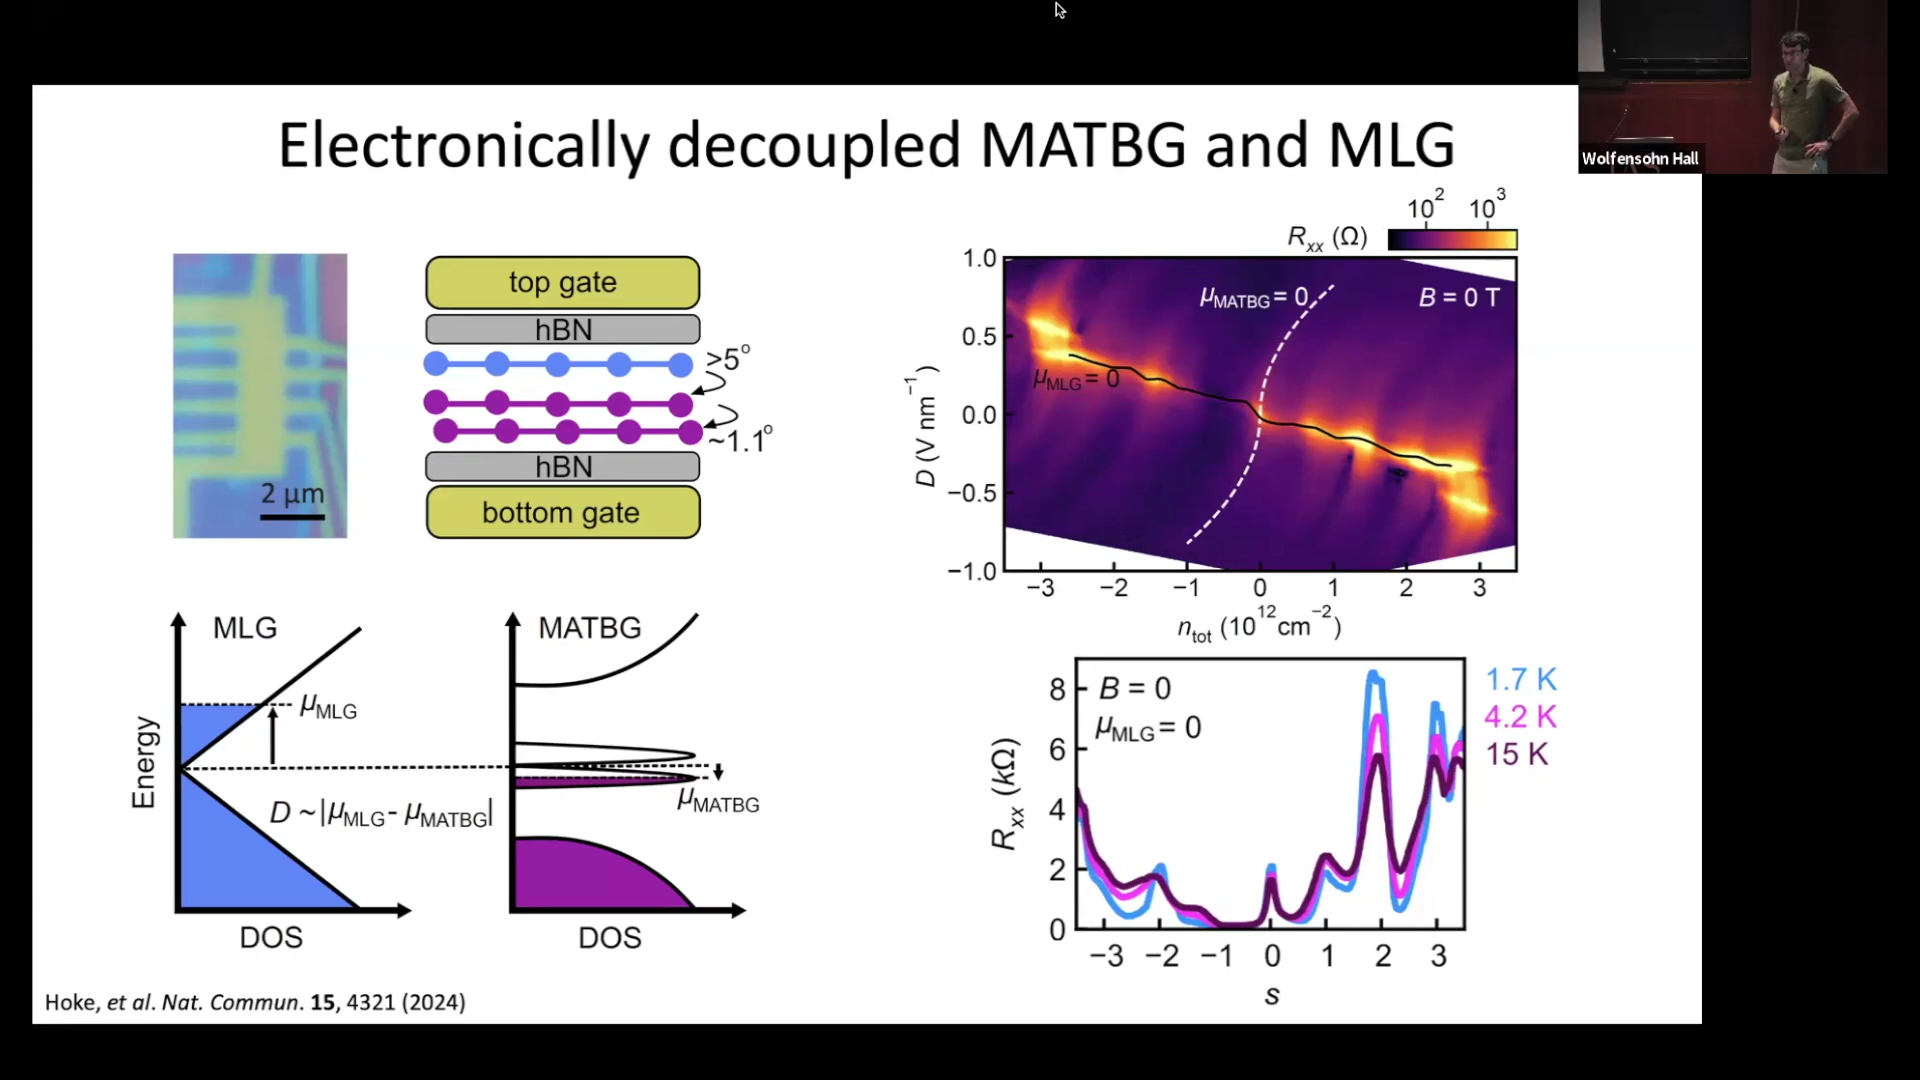 Electronically decoupled MATBG and MLG
Wolfensohn Hall
2 μm
top gate
hBN
>5°
~1.1°
hBN
bottom gate
R_xx (Ω)
10² 10³
1.0
0.5
0.0
−0.5
−1.0
D (V nm⁻¹)
μ_MATBG = 0
B = 0 T
μ_MLG = 0
−3 −2 −1 0 1 2 3
n_tot (10¹² cm⁻²)
MLG
μ_MLG
Energy
D ~|μ_MLG - μ_MATBG|
DOS
MATBG
μ_MATBG
DOS
8
6
4
2
0
R_xx (kΩ)
B = 0
μ_MLG = 0
1.7 K
4.2 K
15 K
−3 −2 −1 0 1 2 3
s
Hoke, et al. Nat. Commun. 15, 4321 (2024)